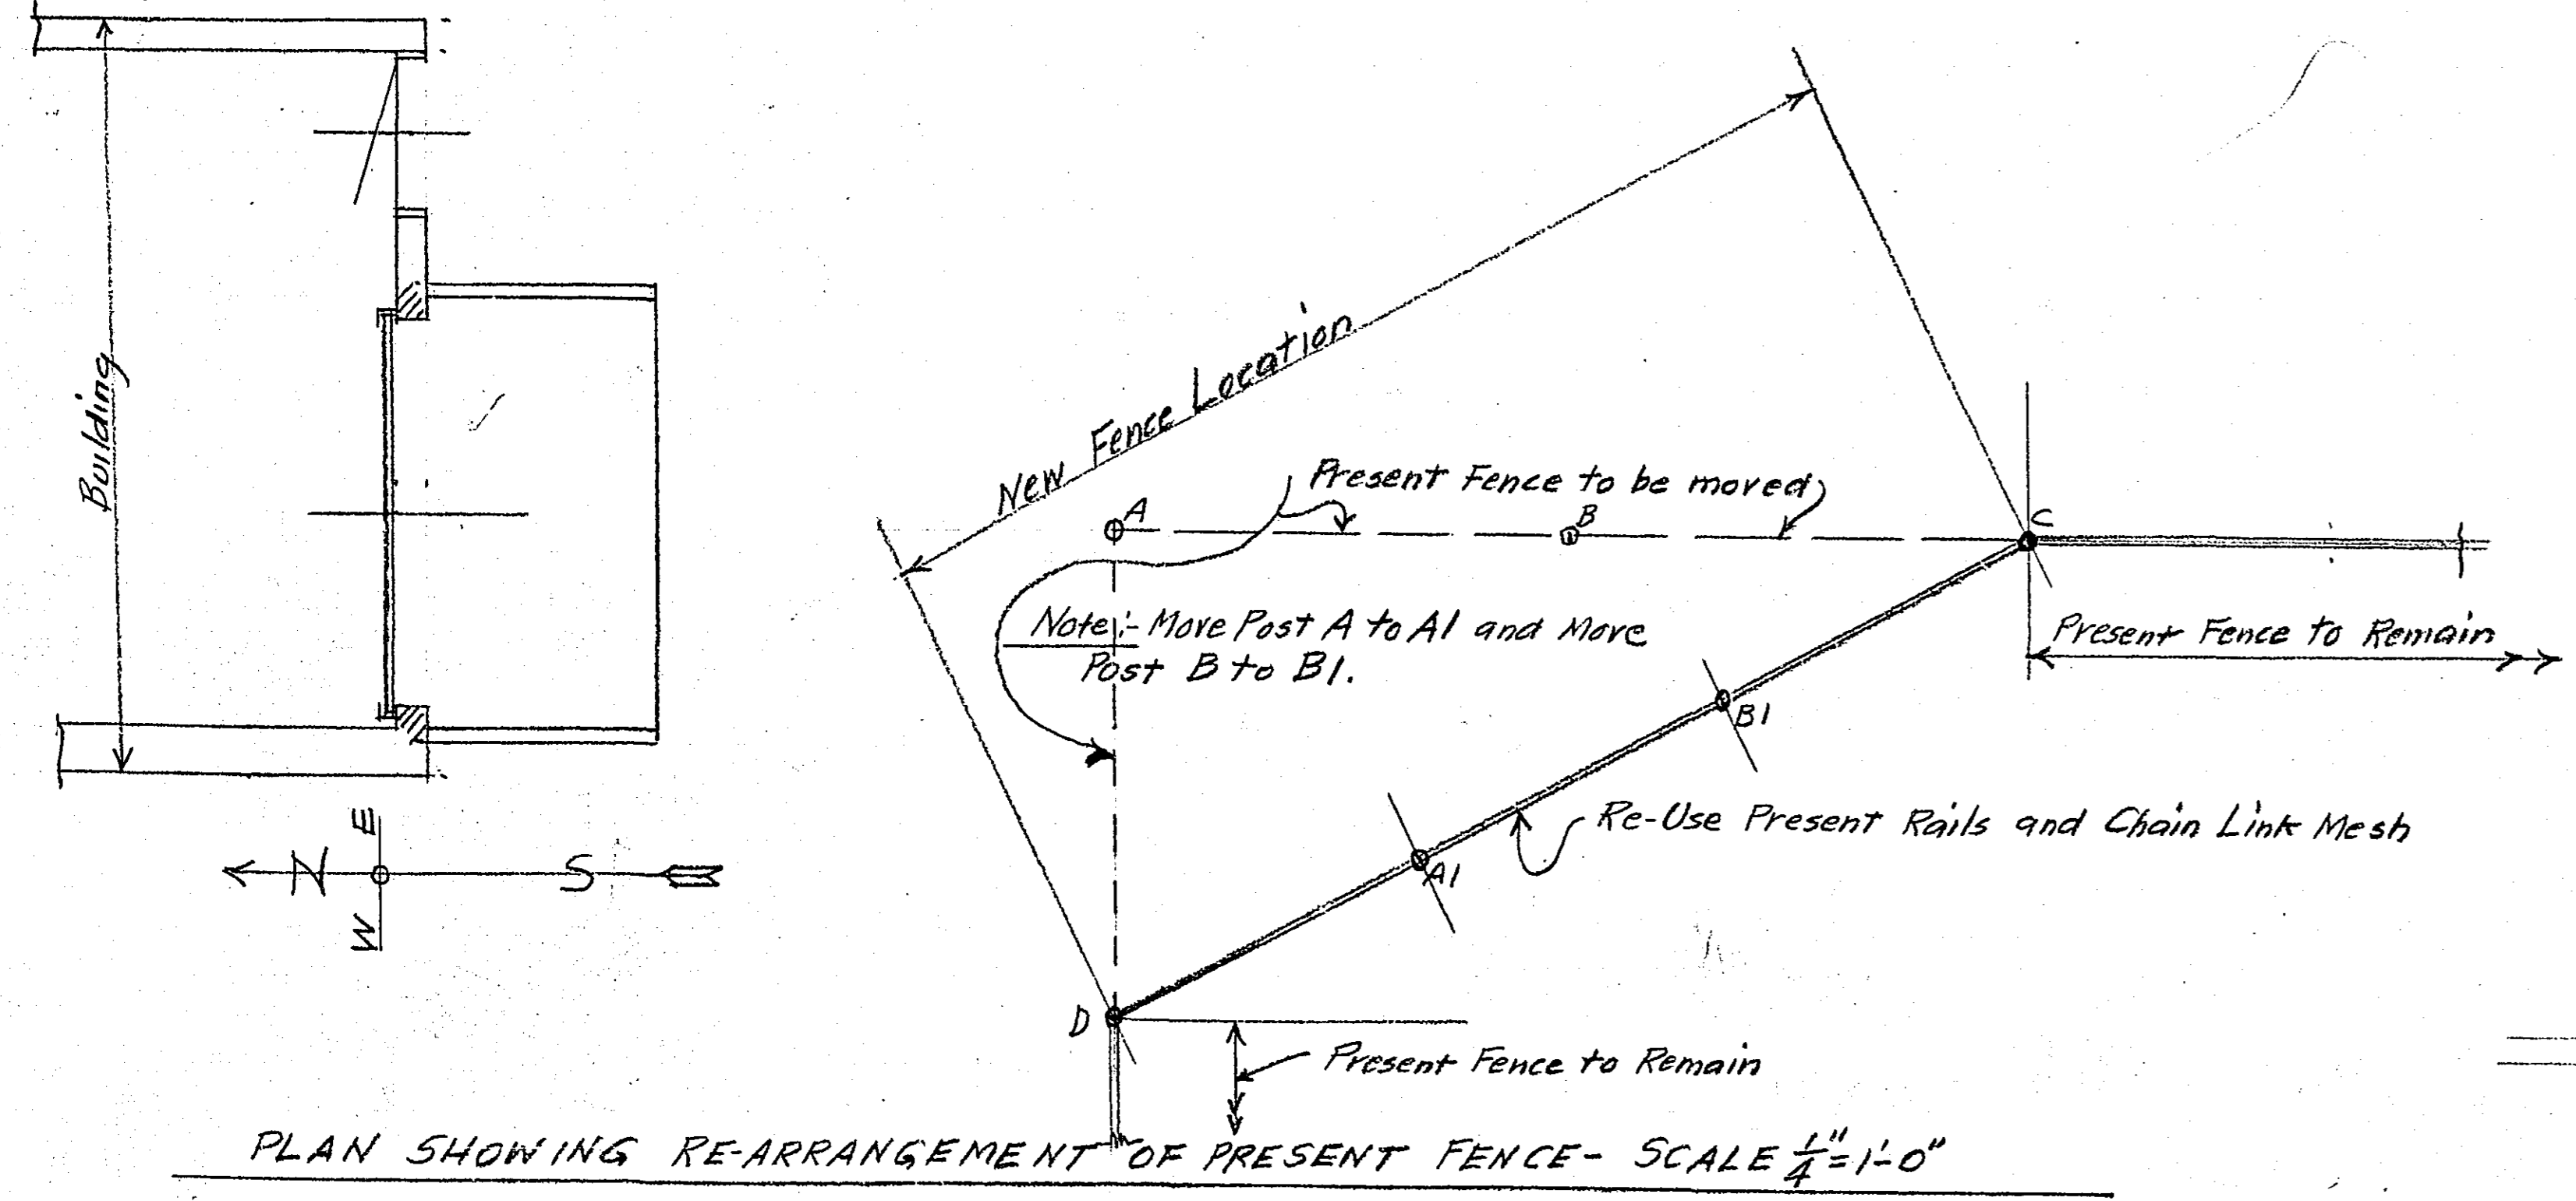 Building
New Fence Location
Present Fence to be moved
A
B
C
Note:- Move Post A to A1 and Move
Post B to B1.
Present Fence to Remain
B1
Re-Use Present Rails and Chain Link Mesh
A1
E
N
S
W
D
Present Fence to Remain
PLAN SHOWING RE-ARRANGEMENT OF PRESENT FENCE- SCALE 1/4"=1'-0"